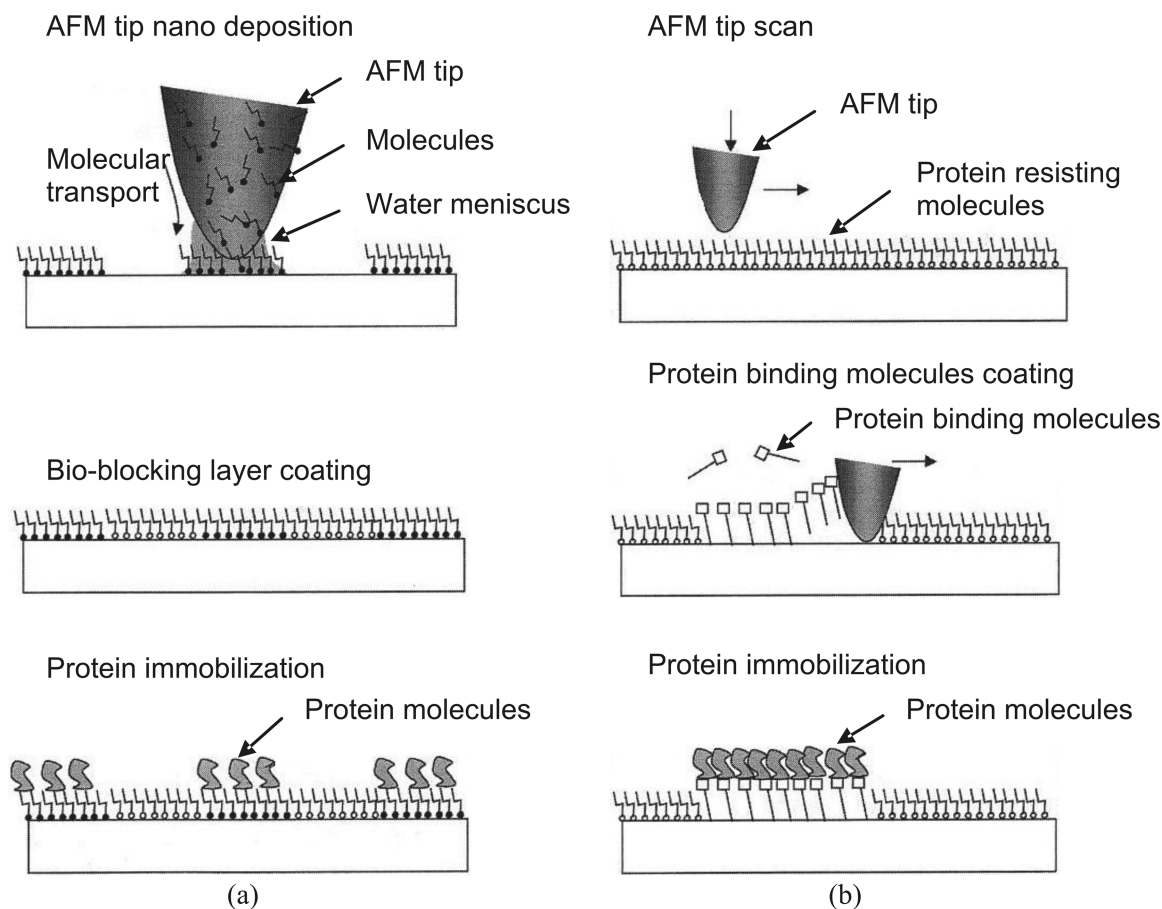 AFM tip nano deposition
AFM tip
Molecules
Molecular
transport
Water meniscus
Bio-blocking layer coating
Protein immobilization
Protein molecules
(a)
AFM tip scan
AFM tip
Protein resisting
molecules
Protein binding molecules coating
Protein binding molecules
Protein immobilization
Protein molecules
(b)